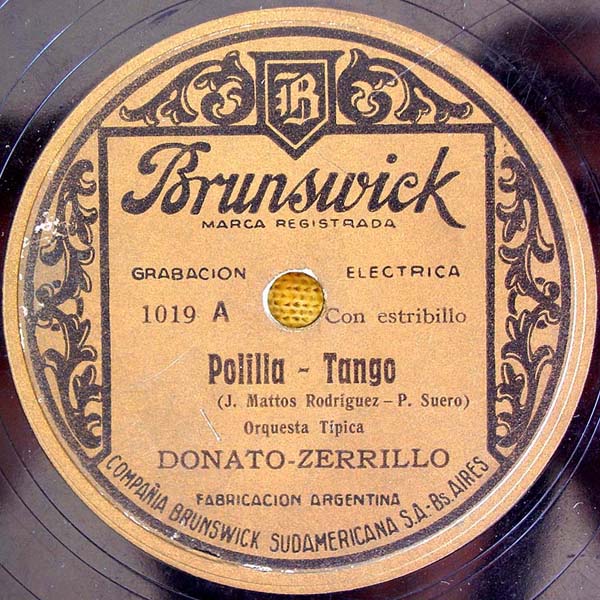 B
Brunswick
MARCA REGISTRADA
GRABACION ELECTRICA
1019 A Con estribillo
Polilla - Tango
(J. Mattos Rodríguez - P. Suero)
Orquesta Típica
DONATO-ZERRILLO
FABRICACION ARGENTINA
COMPAÑIA BRUNSWICK SUDAMERICANA S.A.-Bs.AIRES